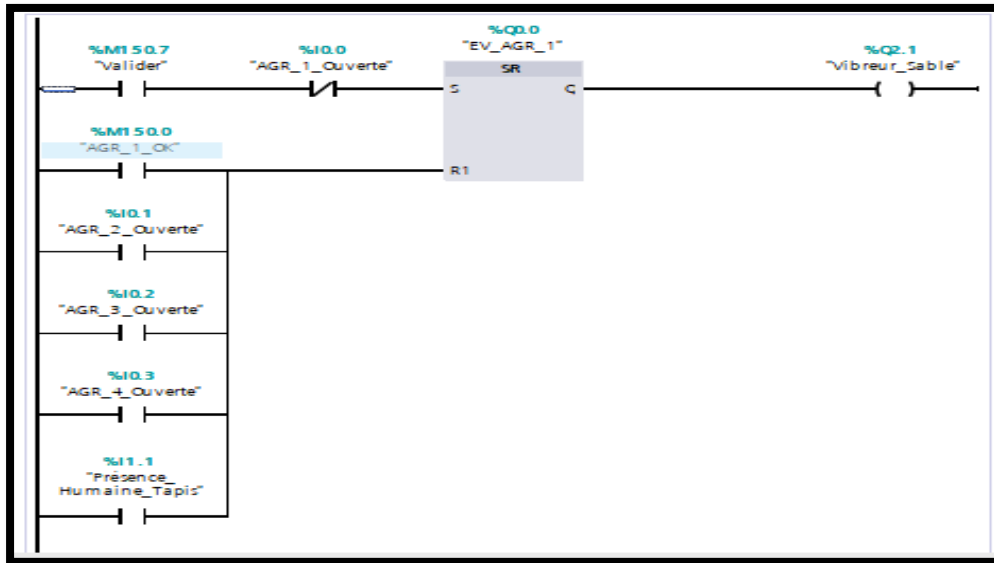 %Q0.0
"EV_AGR_1"
%M150.7
"Valider"
%I0.0
"AGR_1_Ouverte"
%Q2.1
"Vibreur_Sable"
SR
S
Q
%M150.0
"AGR_1_OK"
R1
%I0.1
"AGR_2_Ouverte"
%I0.2
"AGR_3_Ouverte"
%I0.3
"AGR_4_Ouverte"
%I1.1
"Présence_
Humaine_Tapis"